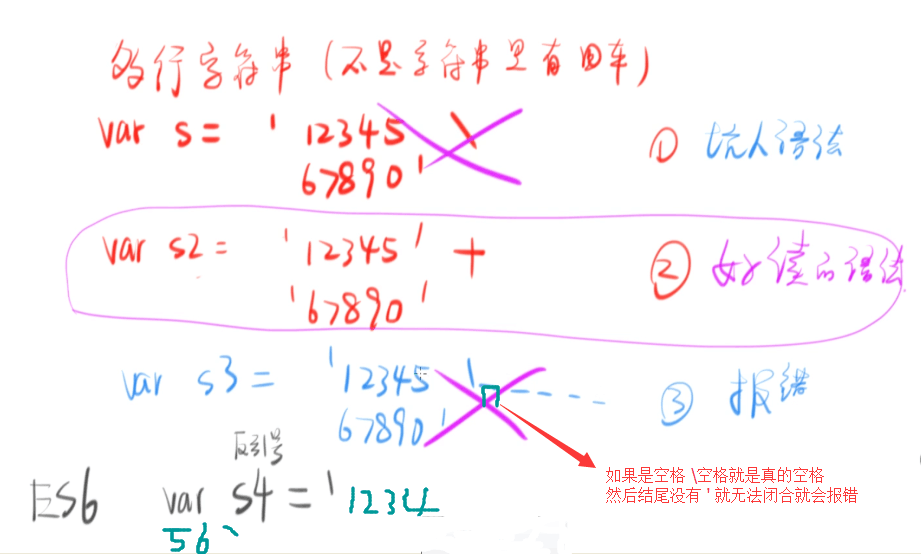 多行字符串 (不是字符串里有回车)
var s = ' 12345 \ ① 坑人语法
67890 '
var s2 = ' 12345 ' + ② 好读的语法
' 67890 '
var s3 = ' 12345 \ ---- ③ 报错
67890 '
如果是空格 \空格就是真的空格
然后结尾没有 ' 就无法闭合就会报错
反引号
ES6 var s4 = ` 1234
56 `